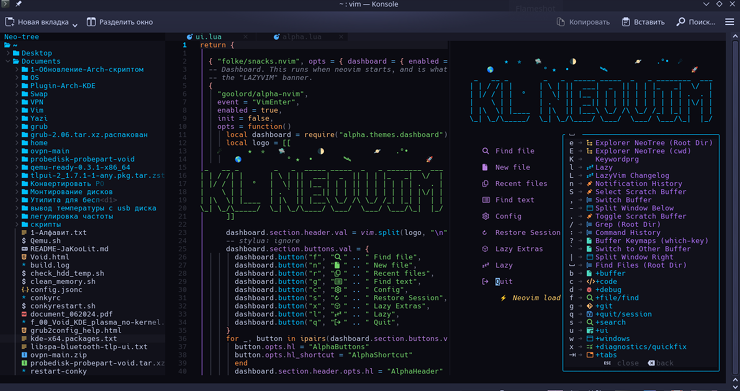 ~ : vim — Konsole
Новая вкладка
Разделить окно
Копировать
Вставить
Поиск...
Neo-tree
Desktop
Documents
1-Обновление-Arch-скриптом
OS
Plugin-Arch-KDE
Swap
VPN
Vim
Yazi
grub
grub-2.06.tar.xz.распакован
home
ovpn-main
probedisk-probepart-void
qemu-ready-0.3.1-x86_64
tlpui-2_1.7.1-1-any.pkg.tar.zst
Конвертировать
Монтирование дисков
Утилита для бесп
вывод температуры с usb диска
регулировка частоты
скрипты
1-Алфавит.txt
Qemu.sh
README-JaKooLit.md
Void.html
build.log
check_hdd_temp.sh
clean_memory.sh
config.jsonc
conkyrc
conkyrestart.sh
document_062024.pdf
f_00_Void_KDE_plasma_no-kernel.
grub2config_help.html
kde-x64.packages.txt
libspa-bluetooth-tlp-ui.txt
ovpn-main.zip
probedisk-probepart-void.tar.xz
restart-conky
ui.lua
alpha.lua
1 return {
2 { "folke/snacks.nvim", opts = { dashboard = { enabled =
-- Dashboard. This runs when neovim starts, and is what
-- the "LAZYVIM" banner.
{
"goolord/alpha-nvim",
event = "VimEnter",
enabled = true,
init = false,
opts = function()
local dashboard = require("alpha.themes.dashboard")
local logo = [[
]]
dashboard.section.header.val = vim.split(logo, "\n"
-- stylua: ignore
dashboard.section.buttons.val = {
dashboard.button("f", " " .. " Find file",
dashboard.button("n", " " .. " New file",
dashboard.button("r", " " .. " Recent files",
dashboard.button("g", " " .. " Find text",
dashboard.button("c", " " .. " Config",
dashboard.button("s", " " .. " Restore Session",
dashboard.button("x", " " .. " Lazy Extras",
dashboard.button("l", " " .. " Lazy",
dashboard.button("q", " " .. " Quit",
}
for _, button in ipairs(dashboard.section.buttons.v
button.opts.hl = "AlphaButtons"
button.opts.hl_shortcut = "AlphaShortcut"
end
dashboard.section.header.opts.hl = "AlphaHeader"
Find file
New file
Recent files
Find text
Config
Restore Session
Lazy Extras
Lazy
Quit
Neovim load
e → Explorer NeoTree (Root Dir)
E → Explorer NeoTree (cwd)
K → Keywordprg
l → Lazy
L → LazyVim Changelog
n → Notification History
S → Select Scratch Buffer
` → Switch Buffer
- → Split Window Below
. → Toggle Scratch Buffer
/ → Grep (Root Dir)
: → Command History
? → Buffer Keymaps (which-key)
→ Switch to Other Buffer
| → Split Window Right
→ Find Files (Root Dir)
b → +buffer
c → +code
d → +debug
f → +file/find
g → +git
q → +quit/session
s → +search
u → +ui
w → +windows
x → +diagnostics/quickfix
→ +tabs
close
back